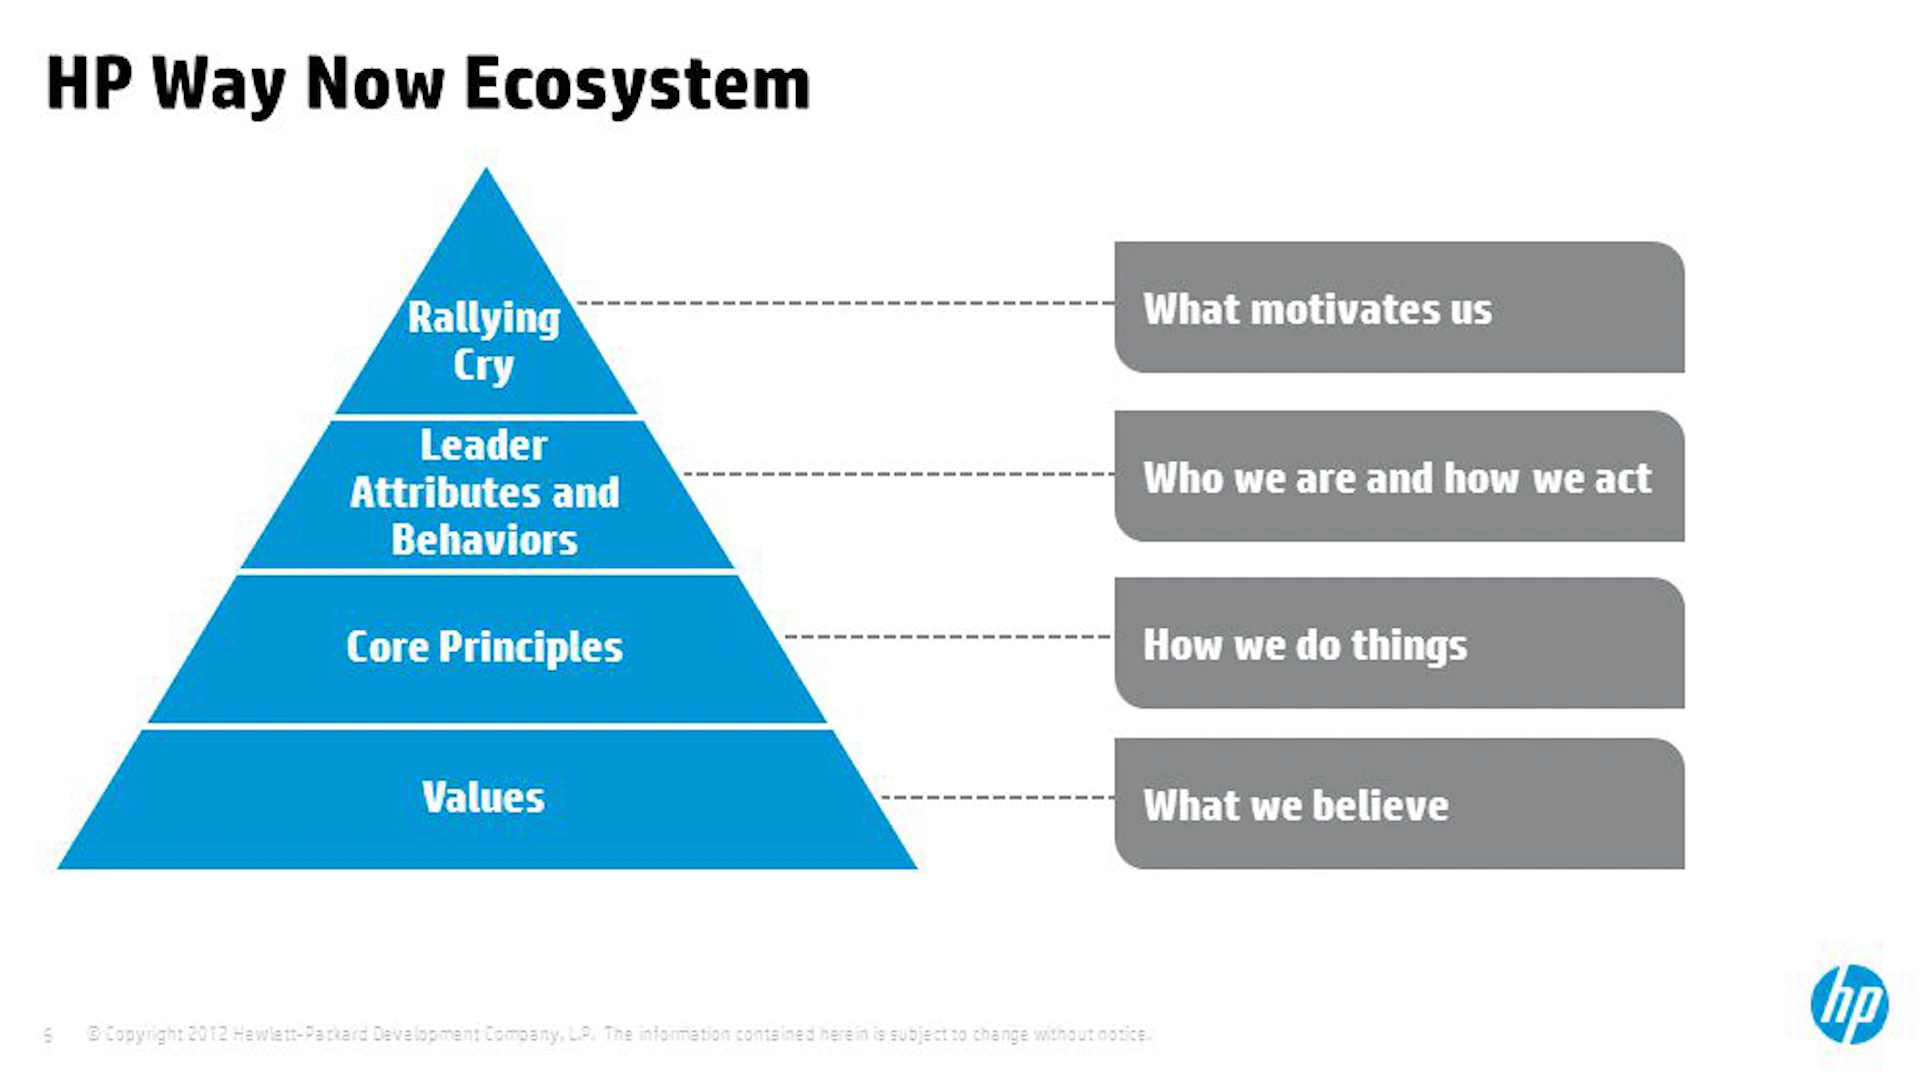 HP Way Now Ecosystem
Rallying
Cry
What motivates us
Leader
Attributes and
Behaviors
Who we are and how we act
Core Principles
How we do things
Values
What we believe
hp
6 © Copyright 2012 Hewlett-Packard Development Company, L.P. The information contained herein is subject to change without notice.